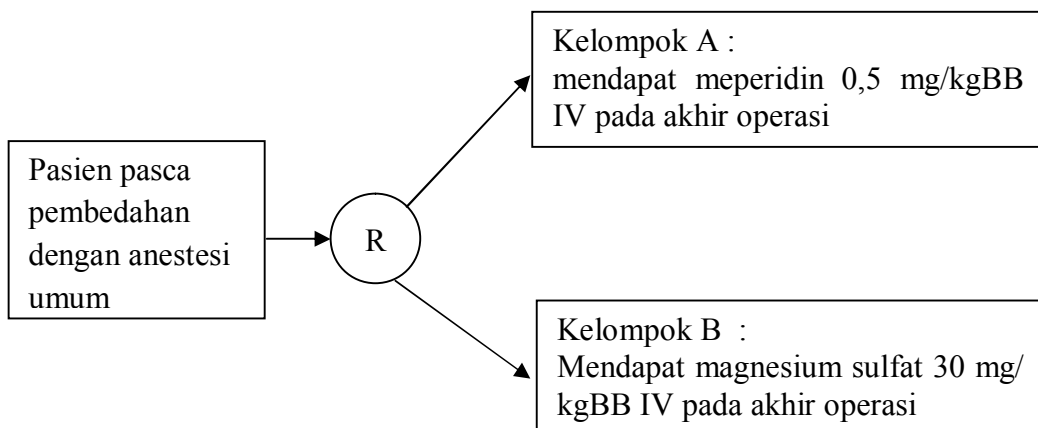 Pasien pasca
pembedahan
dengan anestesi
umum
R
Kelompok A :
mendapat meperidin 0,5 mg/kgBB
IV pada akhir operasi
Kelompok B  :
Mendapat magnesium sulfat 30 mg/
kgBB IV pada akhir operasi